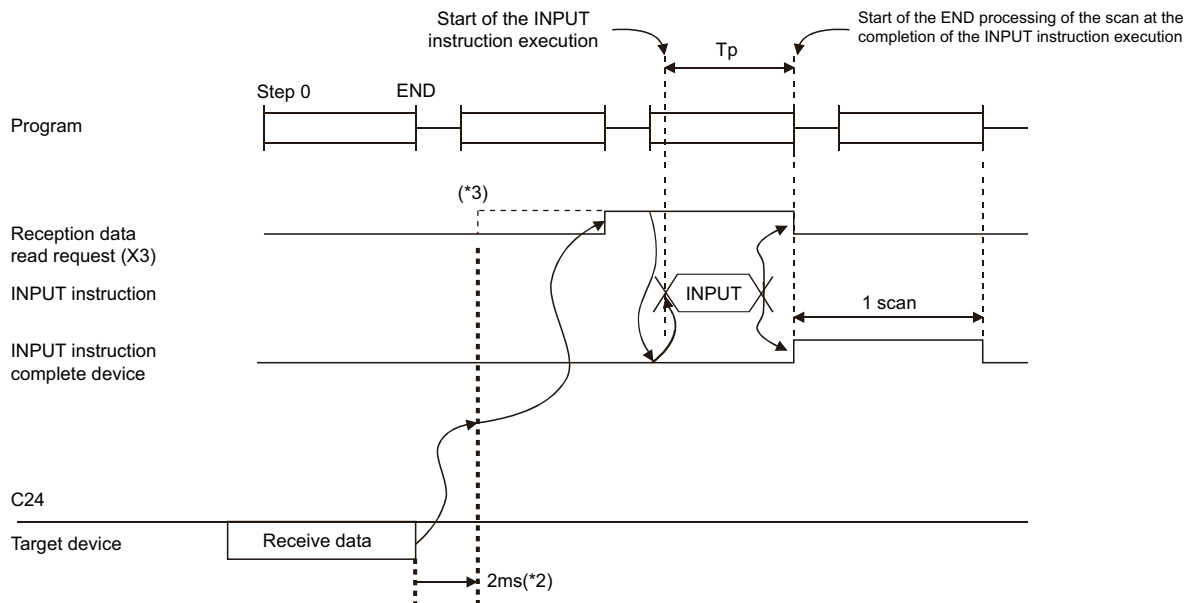 Start of the INPUT
instruction execution
Start of the END processing of the scan at the
completion of the INPUT instruction execution
Tp
Step 0
END
Program
(*3)
Reception data
read request (X3)
INPUT instruction
INPUT
1 scan
INPUT instruction
complete device
C24
Target device
Receive data
2ms(*2)